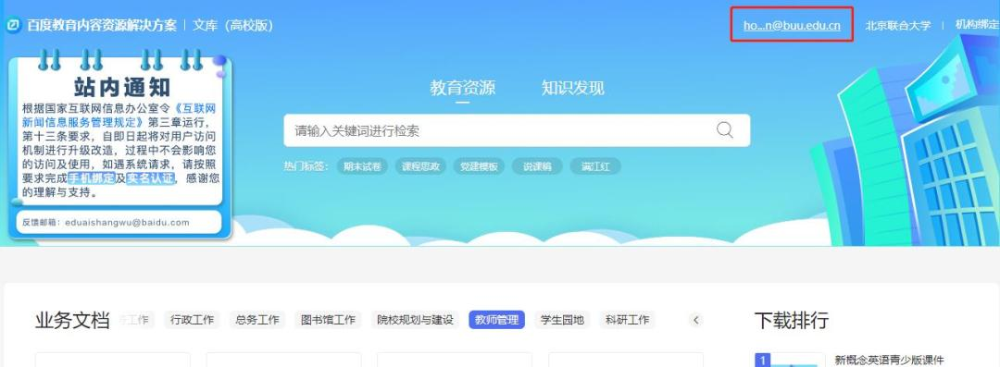 百度教育内容资源解决方案 | 文库（高校版）
ho...n@buu.edu.cn
北京联合大学 | 机构绑定
站内通知
根据国家互联网信息办公室令《互联网
新闻信息服务管理规定》第三章运行，
第十三条要求，自即日起将对用户访问
机制进行升级改造，过程中不会影响您
的访问及使用，如遇系统请求，请按照
要求完成手机绑定及实名认证，感谢您
的理解与支持。
反馈邮箱：eduaishangwu@baidu.com
教育资源 知识发现
请输入关键词进行检索
热门标签： 期末试卷 课程思政 党建模板 说课稿 满江红
业务文档 工作 行政工作 总务工作 图书馆工作 院校规划与建设 教师管理 学生园地 科研工作 <
下载排行
1 新概念英语青少版课件